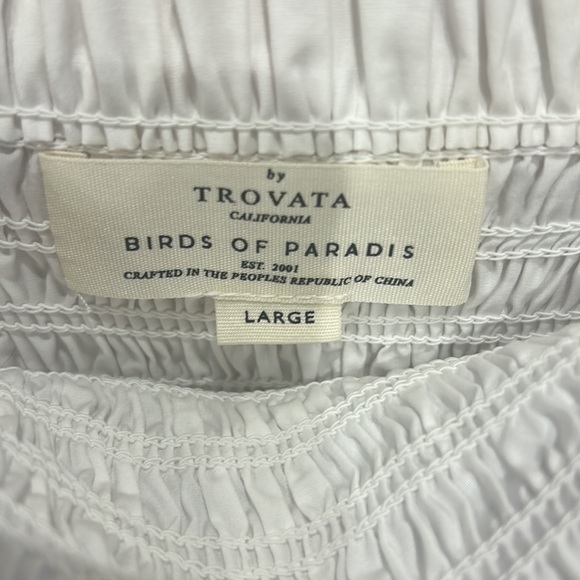 by
TROVATA
CALIFORNIA
BIRDS OF PARADIS
EST. 2001
CRAFTED IN THE PEOPLES REPUBLIC OF CHINA
LARGE